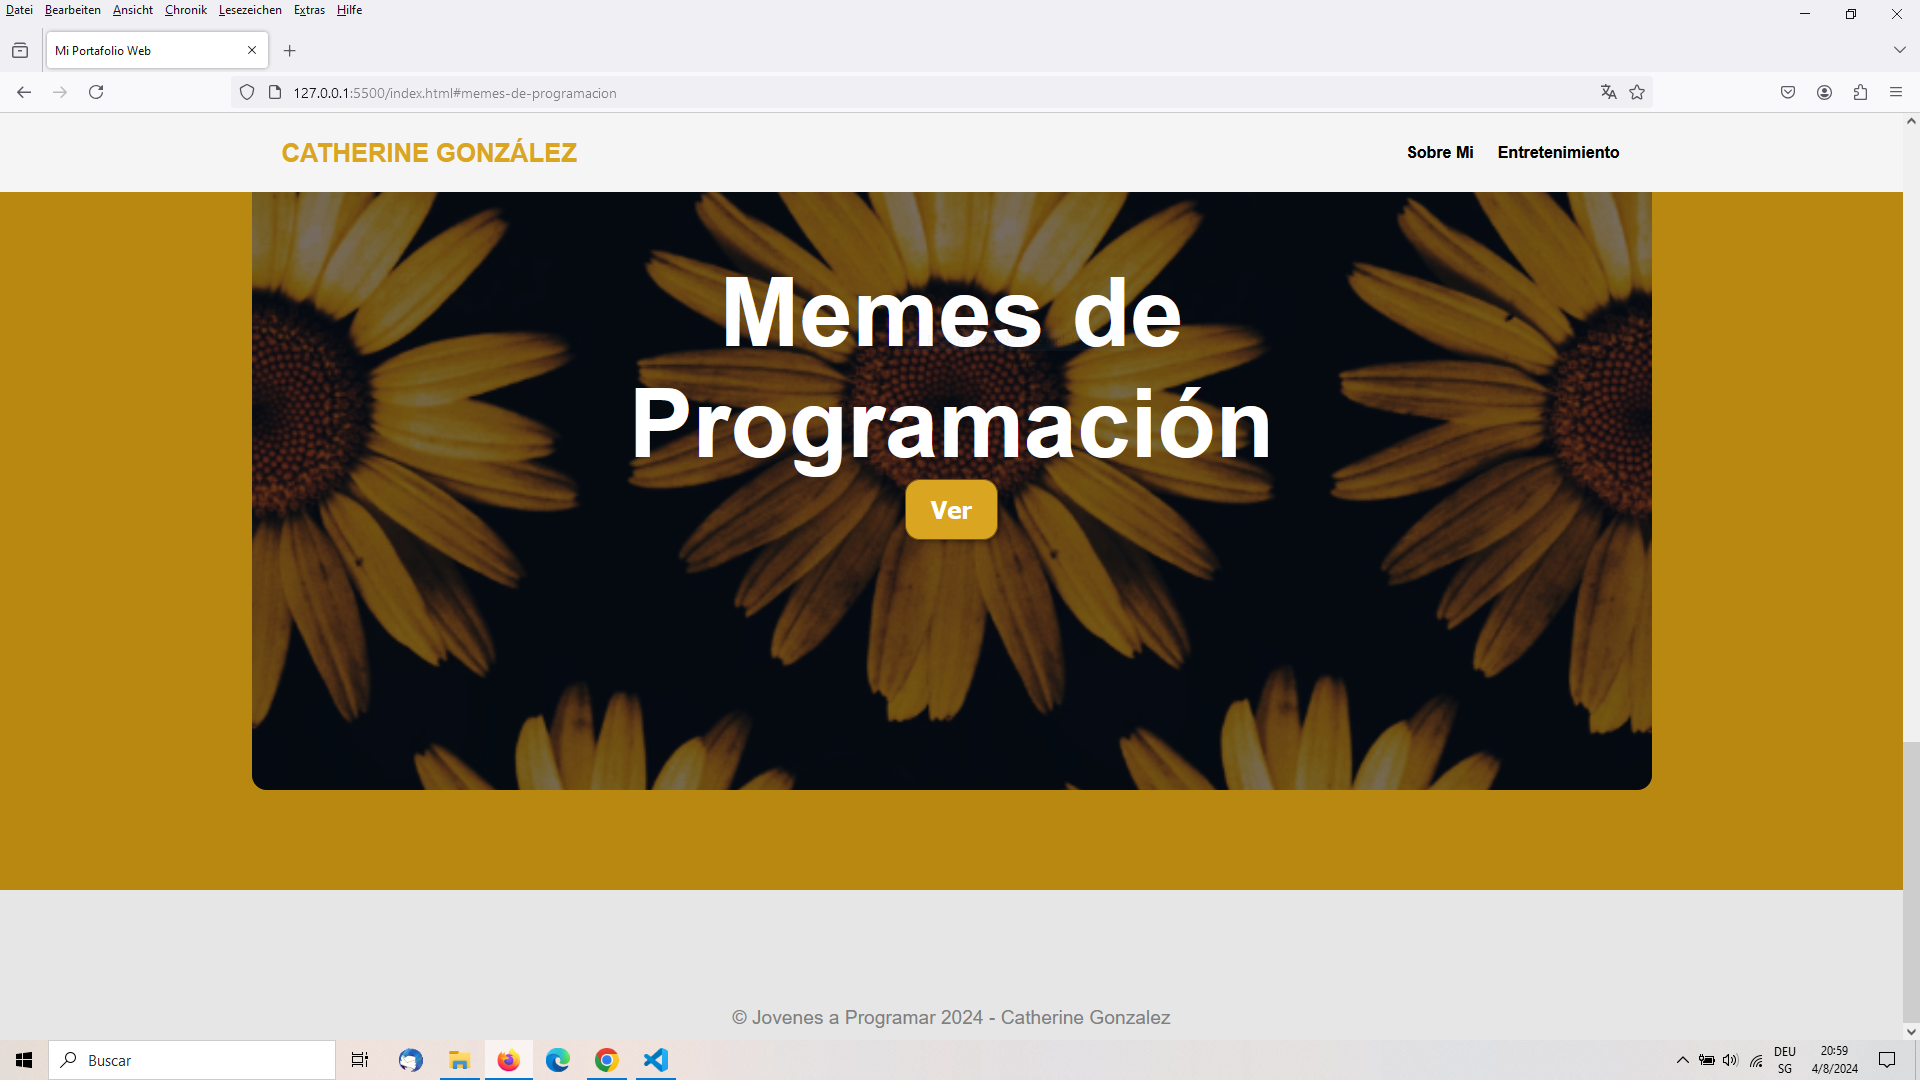 Datei Bearbeiten Ansicht Chronik Lesezeichen Extras Hilfe
Mi Portafolio Web
127.0.0.1:5500/index.html#memes-de-programacion
CATHERINE GONZÁLEZ
Sobre Mi Entretenimiento
Memes de
Programación
Ver
© Jovenes a Programar 2024 - Catherine Gonzalez
Buscar
DEU
SG
20:59
4/8/2024